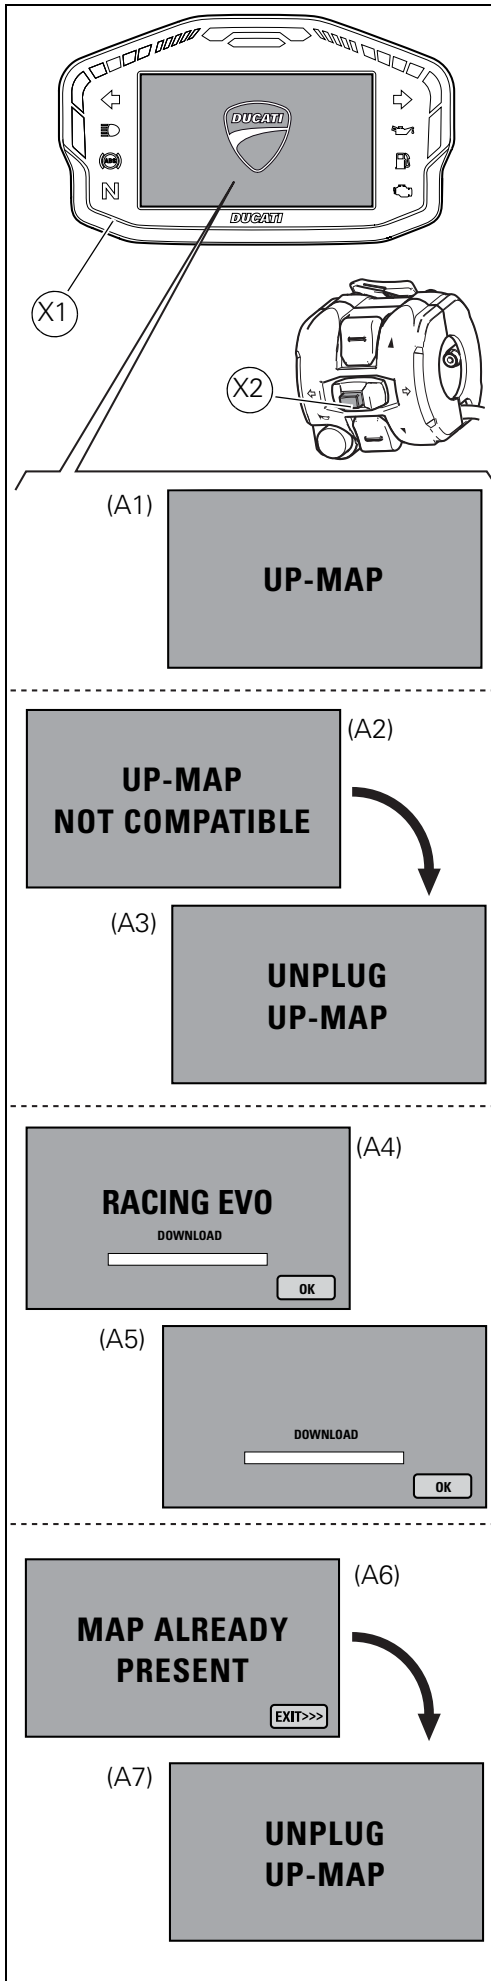 DUCATI
ABS
N
DUCATI
X1
X2
(A1)
UP-MAP
(A2)
UP-MAP
NOT COMPATIBLE
(A3)
UNPLUG
UP-MAP
(A4)
RACING EVO
DOWNLOAD
OK
(A5)
DOWNLOAD
OK
(A6)
MAP ALREADY
PRESENT
EXIT>>>
(A7)
UNPLUG
UP-MAP